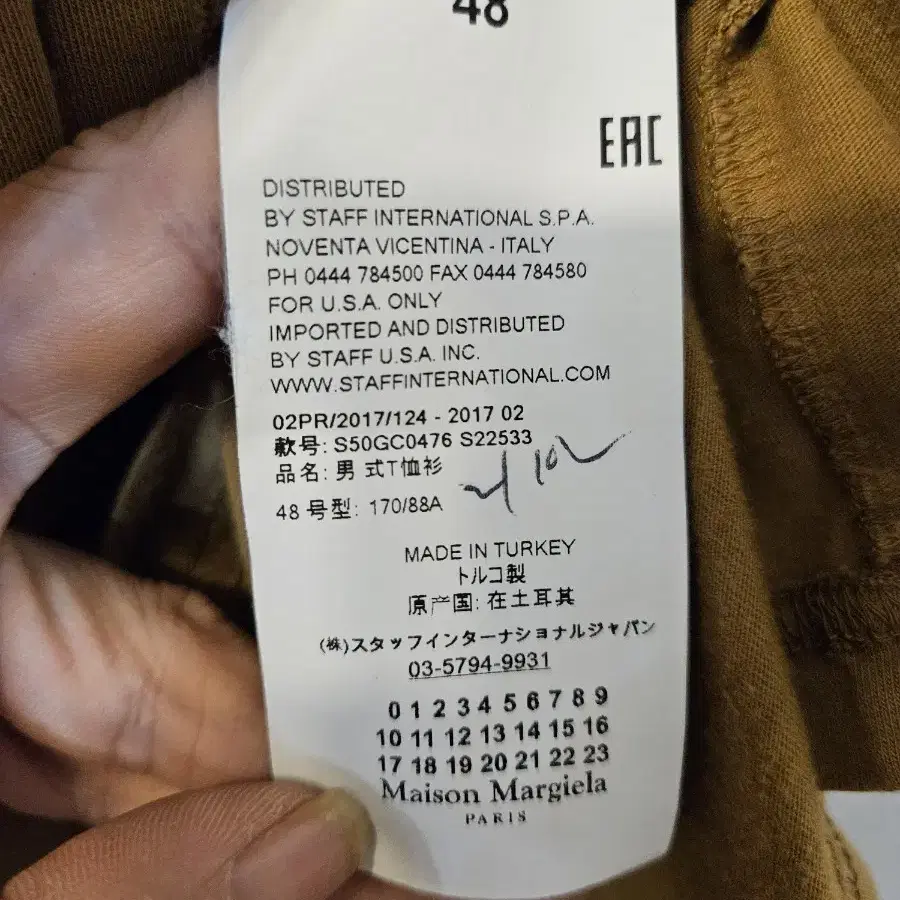 48
EAC
DISTRIBUTED
BY STAFF INTERNATIONAL S.P.A.
NOVENTA VICENTINA - ITALY
PH 0444 784500 FAX 0444 784580
FOR U.S.A. ONLY
IMPORTED AND DISTRIBUTED
BY STAFF U.S.A. INC.
WWW.STAFFINTERNATIONAL.COM
02PR/2017/124 - 2017 02
款号: S50GC0476 S22533
品名: 男 式T恤衫
48 号型: 170/88A
MADE IN TURKEY
トルコ製
原产国: 在土耳其
(株)スタッフインターナショナルジャパン
03-5794-9931
0 1 2 3 4 5 6 7 8 9
10 11 12 13 14 15 16
17 18 19 20 21 22 23
Maison Margiela
PARIS